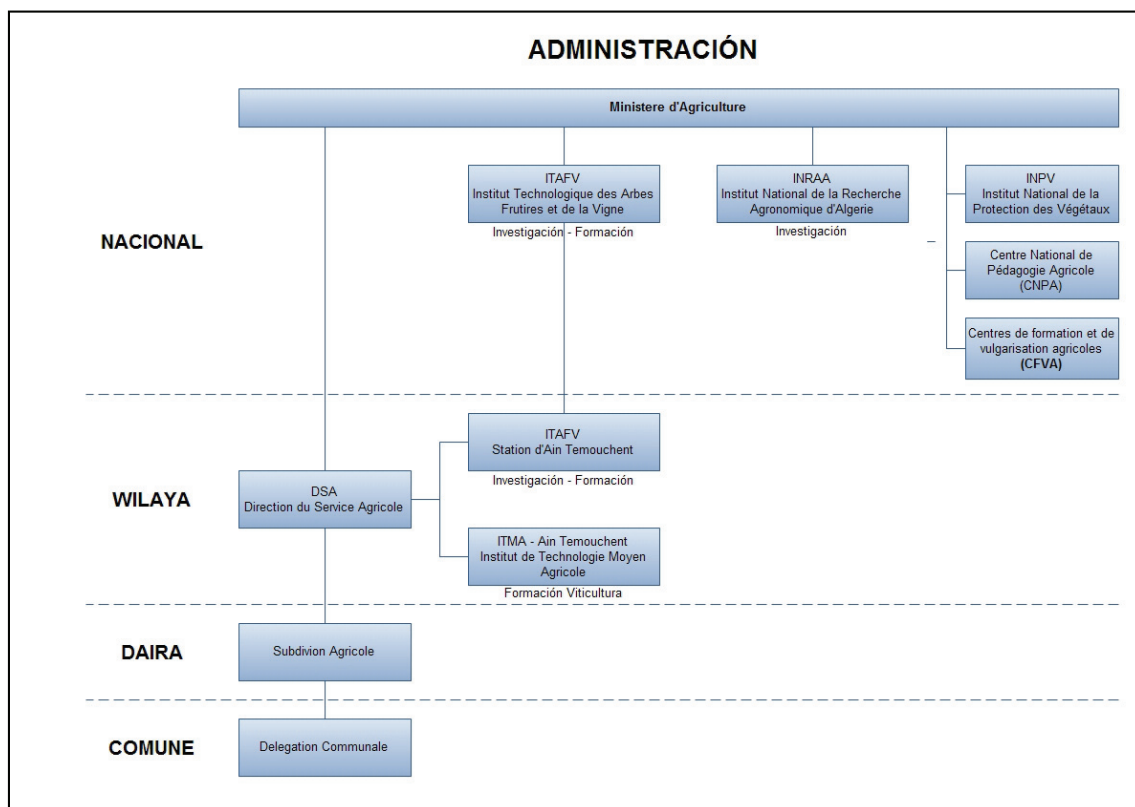 ADMINISTRACIÓN
Ministere d'Agriculture
NACIONAL
ITAFV
Institut Technologique des Arbes
Frutires et de la Vigne
Investigación - Formación
INRAA
Institut National de la Recherche
Agronomique d'Algerie
Investigación
INPV
Institut National de la
Protection des Végétaux
Centre National de
Pédagogie Agricole
(CNPA)
Centres de formation et de
vulgarisation agricoles
(CFVA)
WILAYA
DSA
Direction du Service Agricole
ITAFV
Station d'Ain Temouchent
Investigación - Formación
ITMA - Ain Temouchent
Institut de Technologie Moyen
Agricole
Formación Viticultura
DAIRA
Subdivion Agricole
COMUNE
Delegation Communale